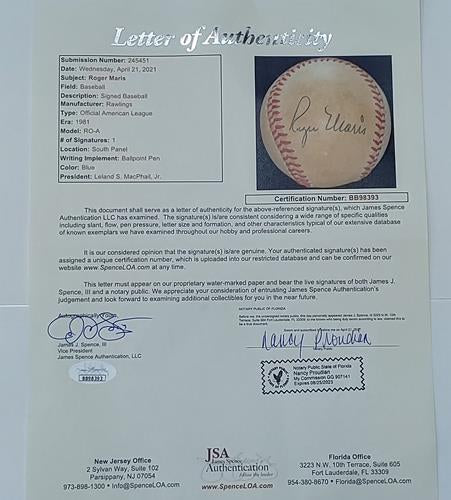 Letter of Authenticity
Submission Number: 245451
Date: Wednesday, April 21, 2021
Subject: Roger Maris
Field: Baseball
Description: Signed Baseball
Manufacturer: Rawlings
Type: Official American League
Era: 1981
Model: RO-A
# of Signatures: 1
Location: South Panel
Writing Implement: Ballpoint Pen
Color: Blue
President: Leland S. MacPhail, Jr.
Roger Maris
Certification Number: BB98393
This document shall serve as a letter of authenticity for the above-referenced signature(s), which James Spence
Authentication LLC has examined. The signature(s) is/are consistent considering a wide range of specific qualities
including slant, flow, pen pressure, letter size and formation, and other characteristics typical of our extensive database
of known exemplars we have examined throughout our hobby and professional careers.
It is our considered opinion that the signature(s) is/are genuine. Your authenticated signature(s) has been
assigned a unique certification number, which is uploaded into our restricted database and can be confirmed on our
website www.SpenceLOA.com at any time.
This letter must appear on our proprietary water-marked paper and bear the live signatures of both James J.
Spence, III and a notary public. We appreciate your consideration of entrusting James Spence Authentication's
judgement and look forward to examining additional collectibles for you in the near future.
Autographically Yours,
James J. Spence, III
Vice President
James Spence Authentication, LLC
BB98393
NOTARY PUBLIC OF FLORIDA
Nancy Proudian
Notary Public State of Florida
Nancy Proudian
My Commission GG 907141
Expires 08/25/2023
New Jersey Office
2 Sylvan Way, Suite 102
Parsippany, NJ 07054
973-898-1300 • Info@SpenceLOA.com
JSA
James Spence
Authentication
Florida Office
3223 N.W. 10th Terrace, Suite 605
Fort Lauderdale, FL 33309
954-380-8670 • Florida@SpenceLOA.com